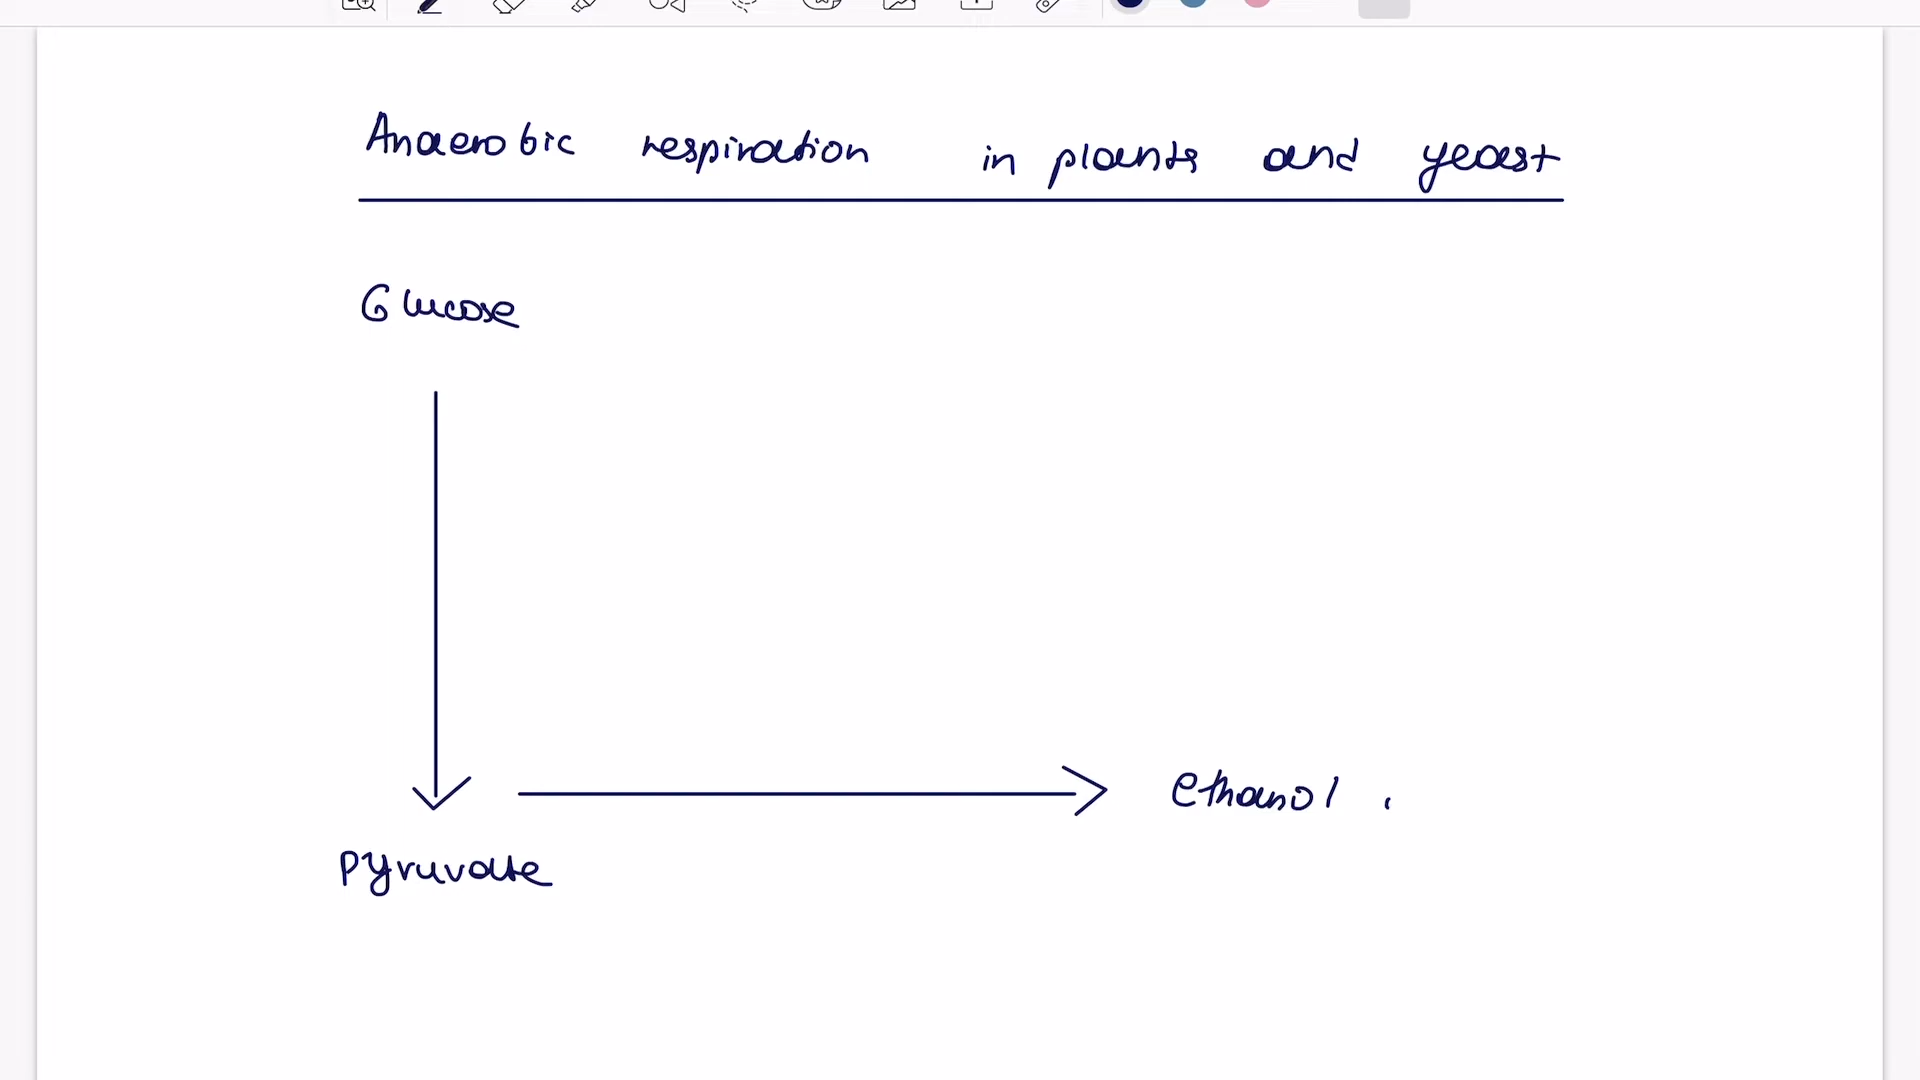 Anaerobic respiration in plants and yeast
Glucose
ethanol
Pyruvate